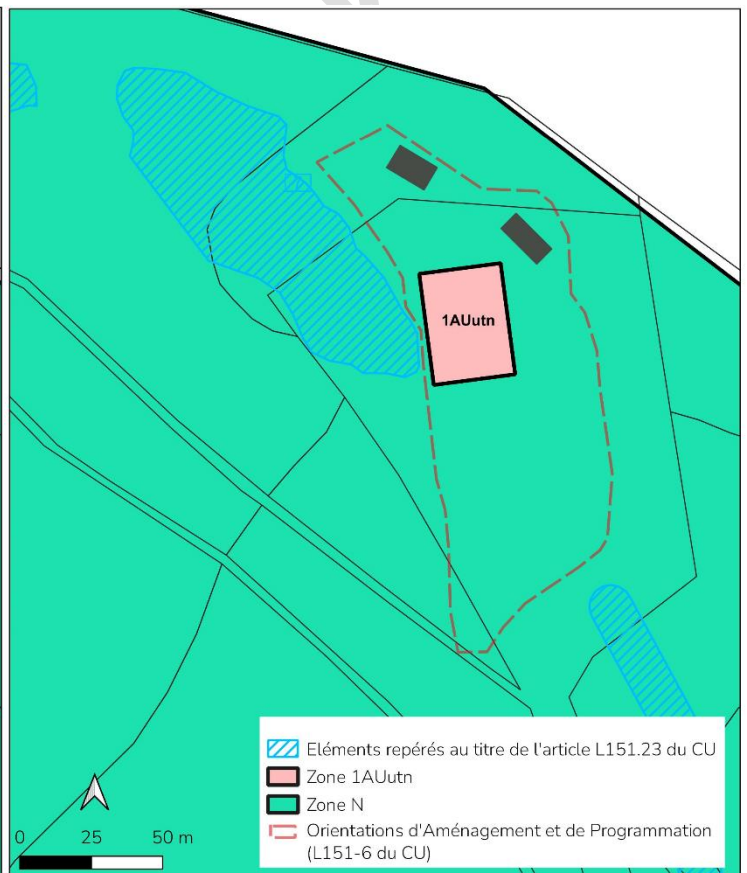 1AUutn
Eléments repérés au titre de l'article L151.23 du CU
Zone 1AUutn
Zone N
Orientations d'Aménagement et de Programmation
(L151-6 du CU)
0 25 50 m